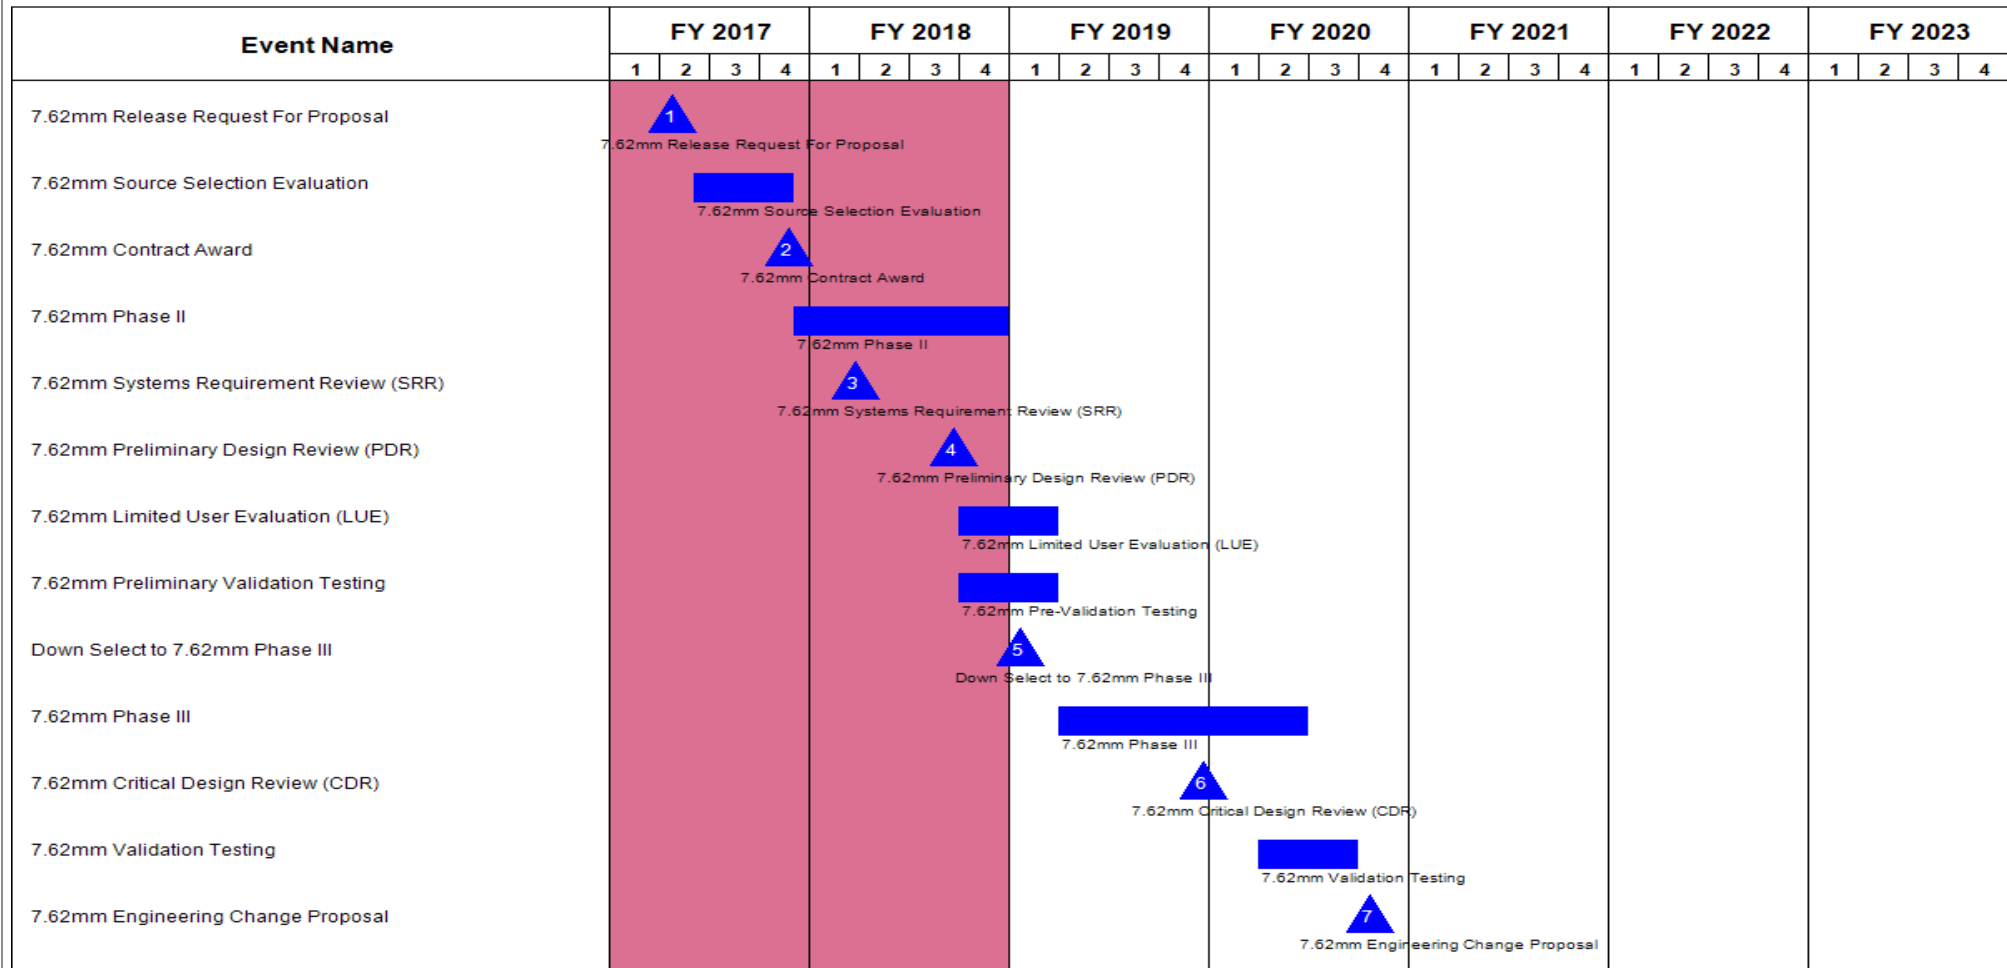 Event Name
FY 2017 FY 2018 FY 2019 FY 2020 FY 2021 FY 2022 FY 2023
1 2 3 4 1 2 3 4 1 2 3 4 1 2 3 4 1 2 3 4 1 2 3 4 1 2 3 4
7.62mm Release Request For Proposal
1
7.62mm Release Request For Proposal
7.62mm Source Selection Evaluation
7.62mm Source Selection Evaluation
7.62mm Contract Award
2
7.62mm Contract Award
7.62mm Phase II
7.62mm Phase II
7.62mm Systems Requirement Review (SRR)
3
7.62mm Systems Requirement Review (SRR)
7.62mm Preliminary Design Review (PDR)
4
7.62mm Preliminary Design Review (PDR)
7.62mm Limited User Evaluation (LUE)
7.62mm Limited User Evaluation (LUE)
7.62mm Preliminary Validation Testing
7.62mm Pre-Validation Testing
Down Select to 7.62mm Phase III
5
Down Select to 7.62mm Phase III
7.62mm Phase III
7.62mm Phase III
7.62mm Critical Design Review (CDR)
6
7.62mm Critical Design Review (CDR)
7.62mm Validation Testing
7.62mm Validation Testing
7.62mm Engineering Change Proposal
7
7.62mm Engineering Change Proposal